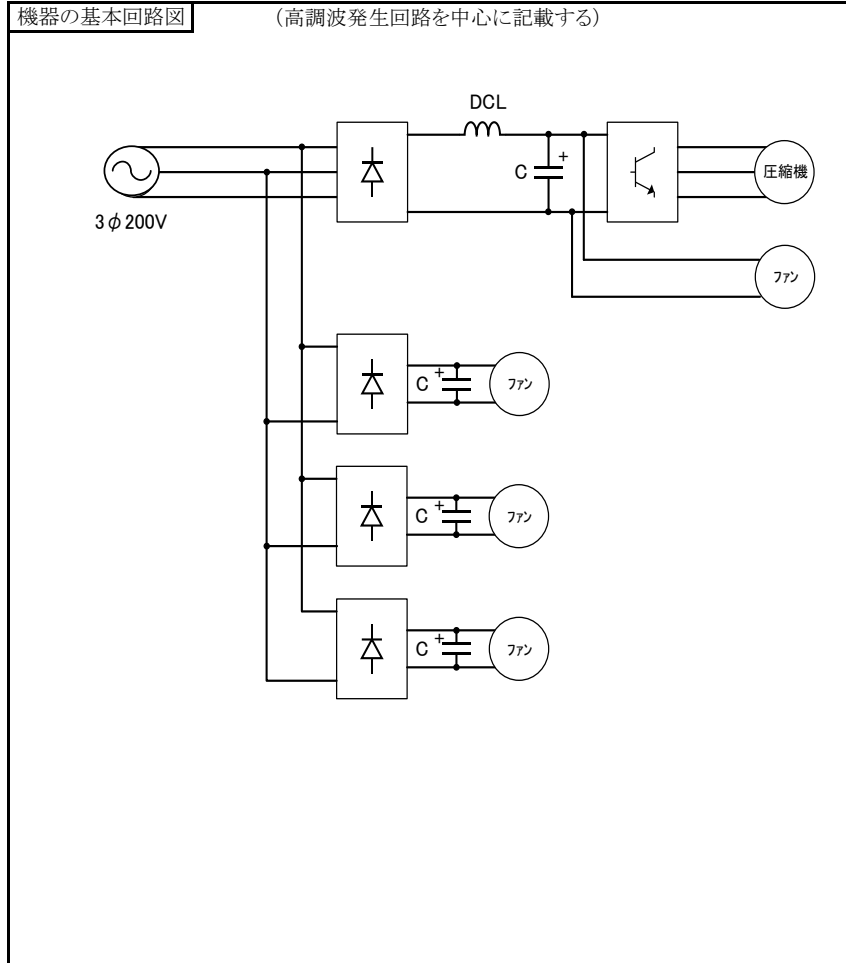 機器の基本回路図 (高調波発生回路を中心に記載する)
DCL
C +
圧縮機
3φ200V
ファン
C + ファン
C + ファン
C + ファン